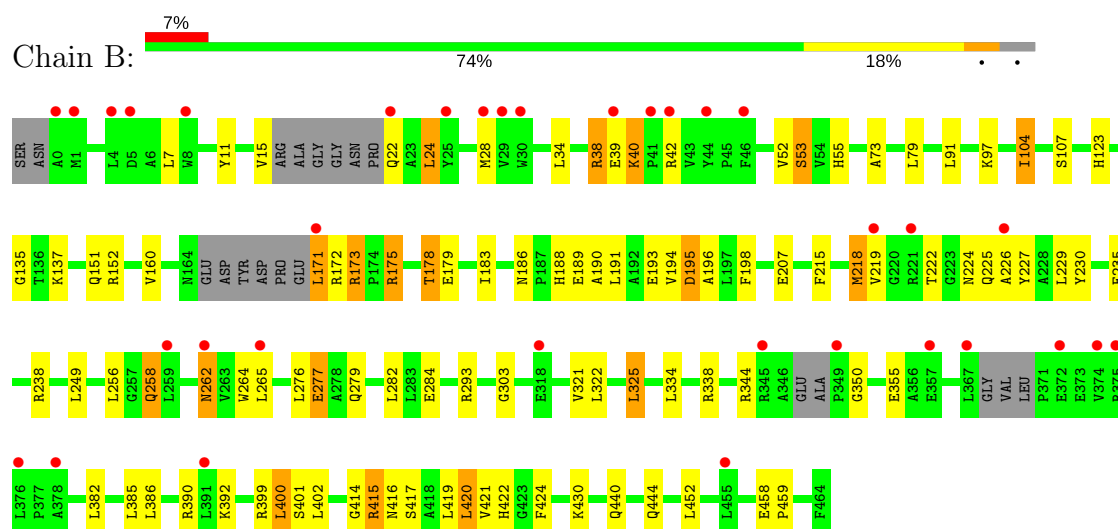 7%
Chain B:
74% 18% • •
SER ASN A0 M1 L4 D5 A6 L7 W8 Y11 V15 ARG ALA GLY GLY ASN PRO Q22 A23 L24 Y25 M28 V29 W30 L34 R38 E39 K40 P41 R42 V43 Y44 P45 F46 V52 S53 V54 H55 A73 L79 L91 K97 I104 S107 H123
G135 T136 K137 Q151 R152 V160 N164 GLU ASP TYR ASP PRO GLU L171 R172 R173 P174 R175 T178 E179 I183 N186 P187 H188 E189 A190 L191 A192 E193 V194 D195 A196 L197 F198 E207 F215 M218 V219 G220 R221 T222 G223 N224 Q225 A226 Y227 A228 L229 Y230
R238 L249 L256 G257 Q258 L259 N262 V263 W264 L265 L276 E277 A278 Q279 L282 L283 E284 R293 G303 E318 V321 L322 L325 L334 R338 R344 R345 A346 GLU ALA P349 G350 E355 A356 E357 L367 GLY VAL LEU P371 E372 E373 V374
L376 P377 A378 L382 L385 L386 R390 L391 K392 R399 L400 S401 L402 G414 R415 N416 S417 A418 L419 L420 V421 H422 G423 F424 K430 Q440 Q444 L452 L455 E458 P459 F464